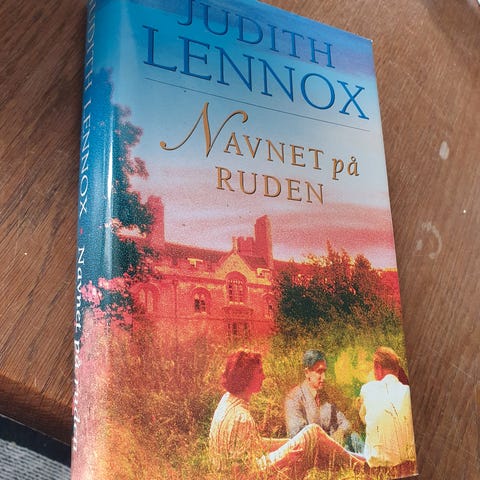 JUDITH
LENNOX
NAVNET på
RUDEN
JUDITH LENNOX Navnet på ruden